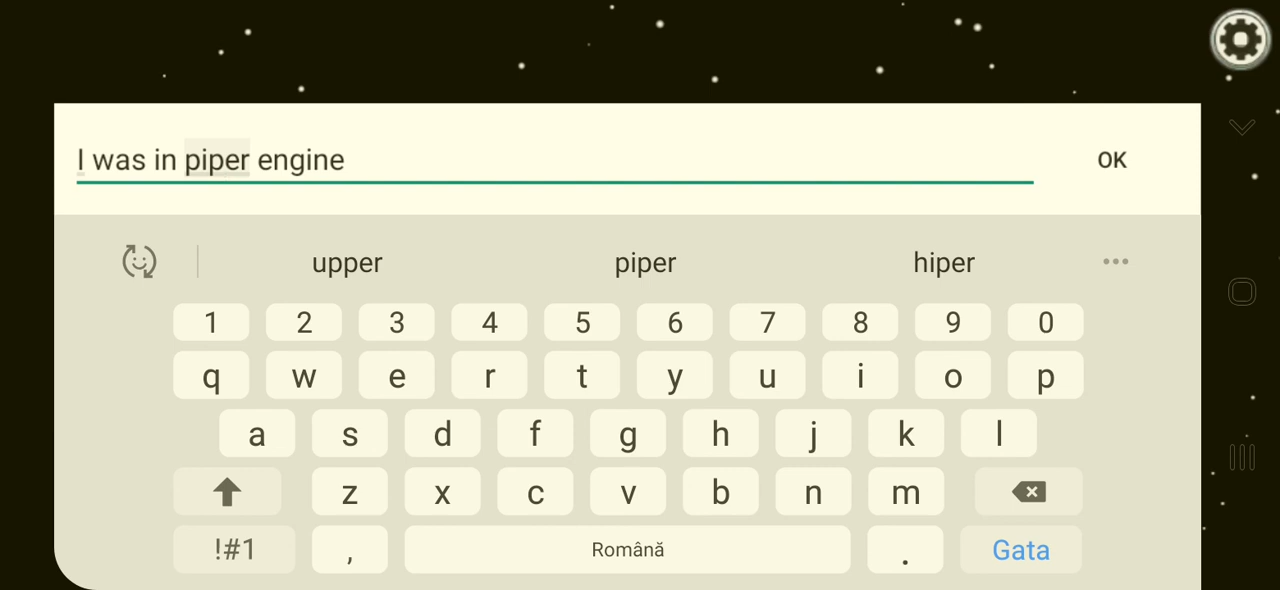 I was in piper engine OK
upper piper hiper
1 2 3 4 5 6 7 8 9 0
q w e r t y u i o p
a s d f g h j k l
z x c v b n m
!#1 , Română . Gata